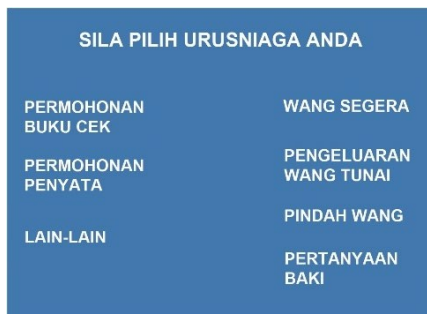 SILA PILIH URUSNIAGA ANDA
PERMOHONAN
BUKU CEK
PERMOHONAN
PENYATA
LAIN-LAIN
WANG SEGERA
PENGELUARAN
WANG TUNAI
PINDAH WANG
PERTANYAAN
BAKI